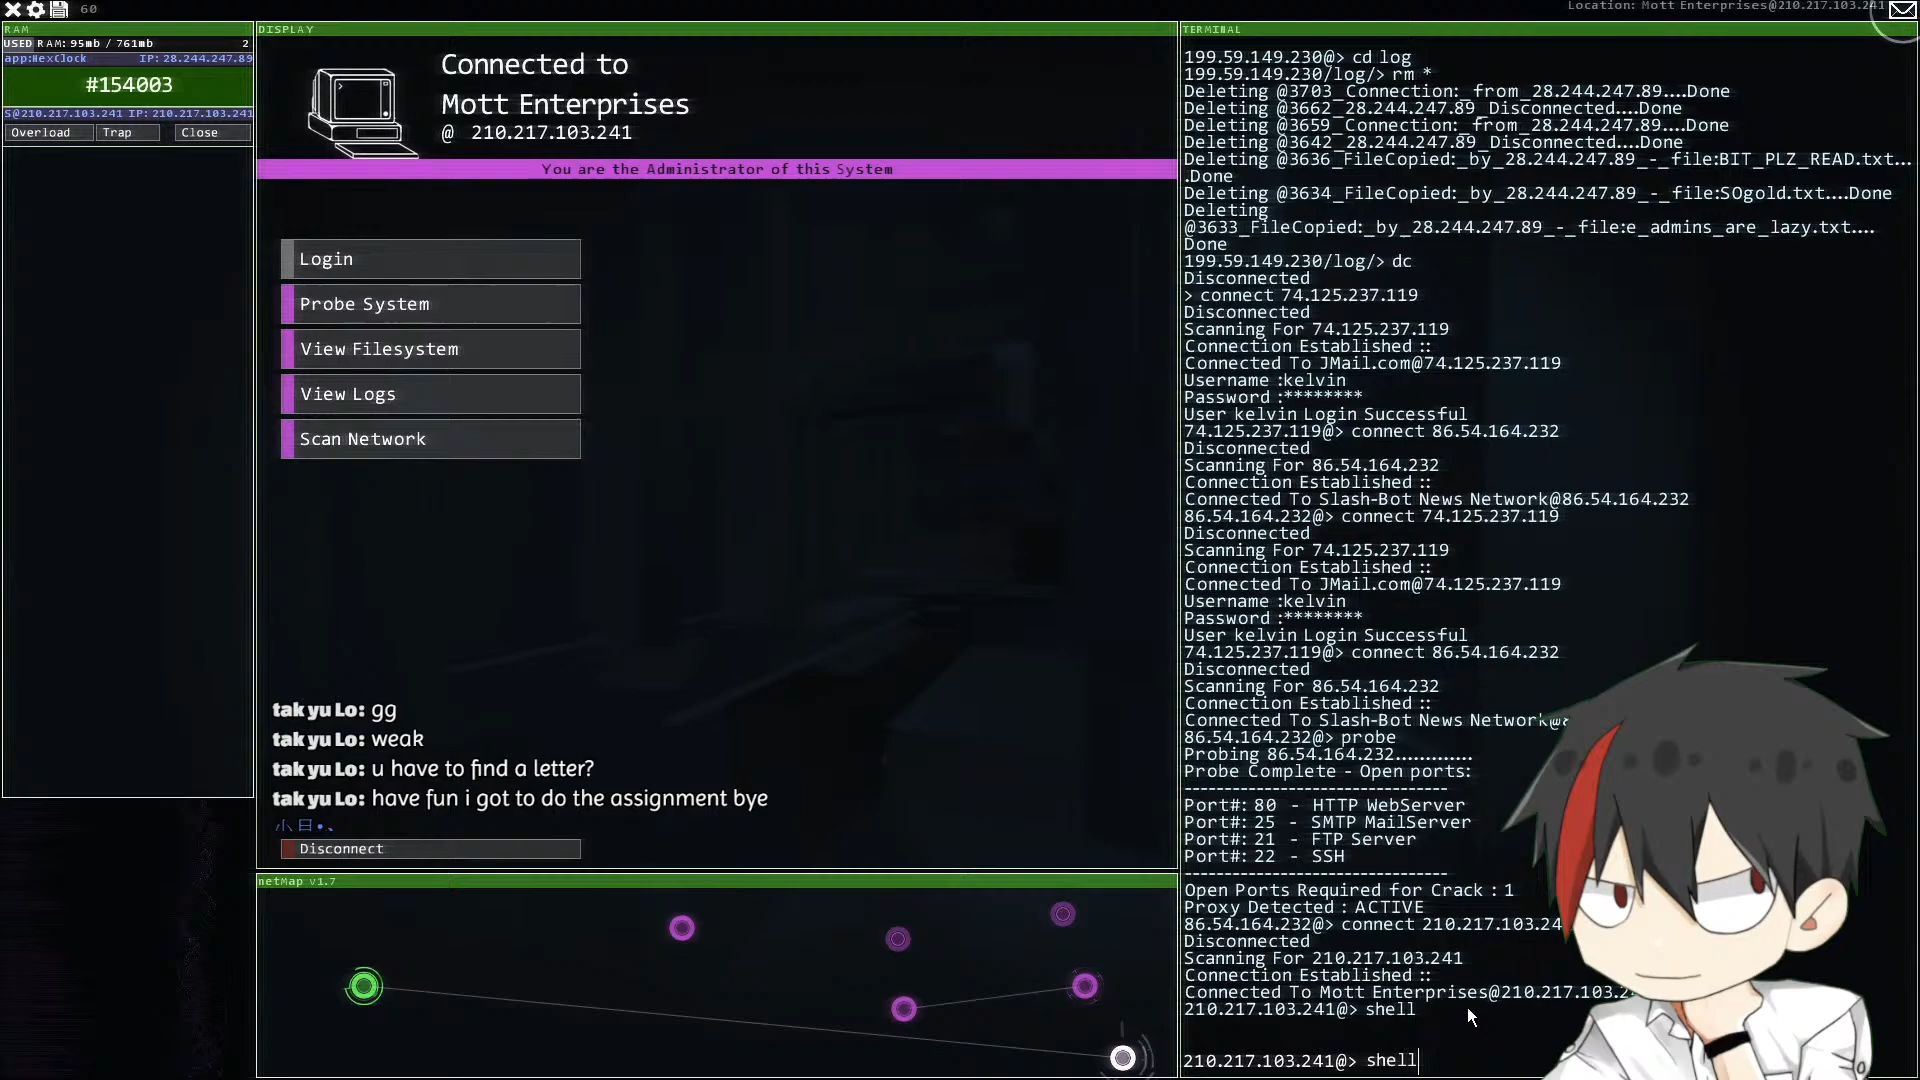 60
Location: Mott Enterprises@210.217.103.241
RAM
USED RAM: 95mb / 761mb 2
app:HexClock IP: 28.244.247.89
#154003
S@210.217.103.241 IP: 210.217.103.241
Overload Trap Close
DISPLAY
Connected to
Mott Enterprises
@ 210.217.103.241
You are the Administrator of this System
Login
Probe System
View Filesystem
View Logs
Scan Network
tak yu Lo: gg
tak yu Lo: weak
tak yu Lo: u have to find a letter?
tak yu Lo: have fun i got to do the assignment bye
Disconnect
netMap v1.7
TERMINAL
199.59.149.230@> cd log
199.59.149.230/log/> rm *
Deleting @3703_Connection:_from_28.244.247.89....Done
Deleting @3662_28.244.247.89_Disconnected....Done
Deleting @3659_Connection:_from_28.244.247.89....Done
Deleting @3642_28.244.247.89_Disconnected....Done
Deleting @3636_FileCopied:_by_28.244.247.89_-_file:BIT_PLZ_READ.txt...
.Done
Deleting @3634_FileCopied:_by_28.244.247.89_-_file:SOgold.txt....Done
Deleting
@3633_FileCopied:_by_28.244.247.89_-_file:e_admins_are_lazy.txt....
Done
199.59.149.230/log/> dc
Disconnected
> connect 74.125.237.119
Disconnected
Scanning For 74.125.237.119
Connection Established ::
Connected To JMail.com@74.125.237.119
Username :kelvin
Password :********
User kelvin Login Successful
74.125.237.119@> connect 86.54.164.232
Disconnected
Scanning For 86.54.164.232
Connection Established ::
Connected To Slash-Bot News Network@86.54.164.232
86.54.164.232@> connect 74.125.237.119
Disconnected
Scanning For 74.125.237.119
Connection Established ::
Connected To JMail.com@74.125.237.119
Username :kelvin
Password :********
User kelvin Login Successful
74.125.237.119@> connect 86.54.164.232
Disconnected
Scanning For 86.54.164.232
Connection Established ::
Connected To Slash-Bot News Network@
86.54.164.232@> probe
Probing 86.54.164.232.............
Probe Complete - Open ports:
---------------------------------
Port#: 80 - HTTP WebServer
Port#: 25 - SMTP MailServer
Port#: 21 - FTP Server
Port#: 22 - SSH
---------------------------------
Open Ports Required for Crack : 1
Proxy Detected : ACTIVE
86.54.164.232@> connect 210.217.103.24
Disconnected
Scanning For 210.217.103.241
Connection Established ::
Connected To Mott Enterprises@210.217.103.2
210.217.103.241@> shell
210.217.103.241@> shell